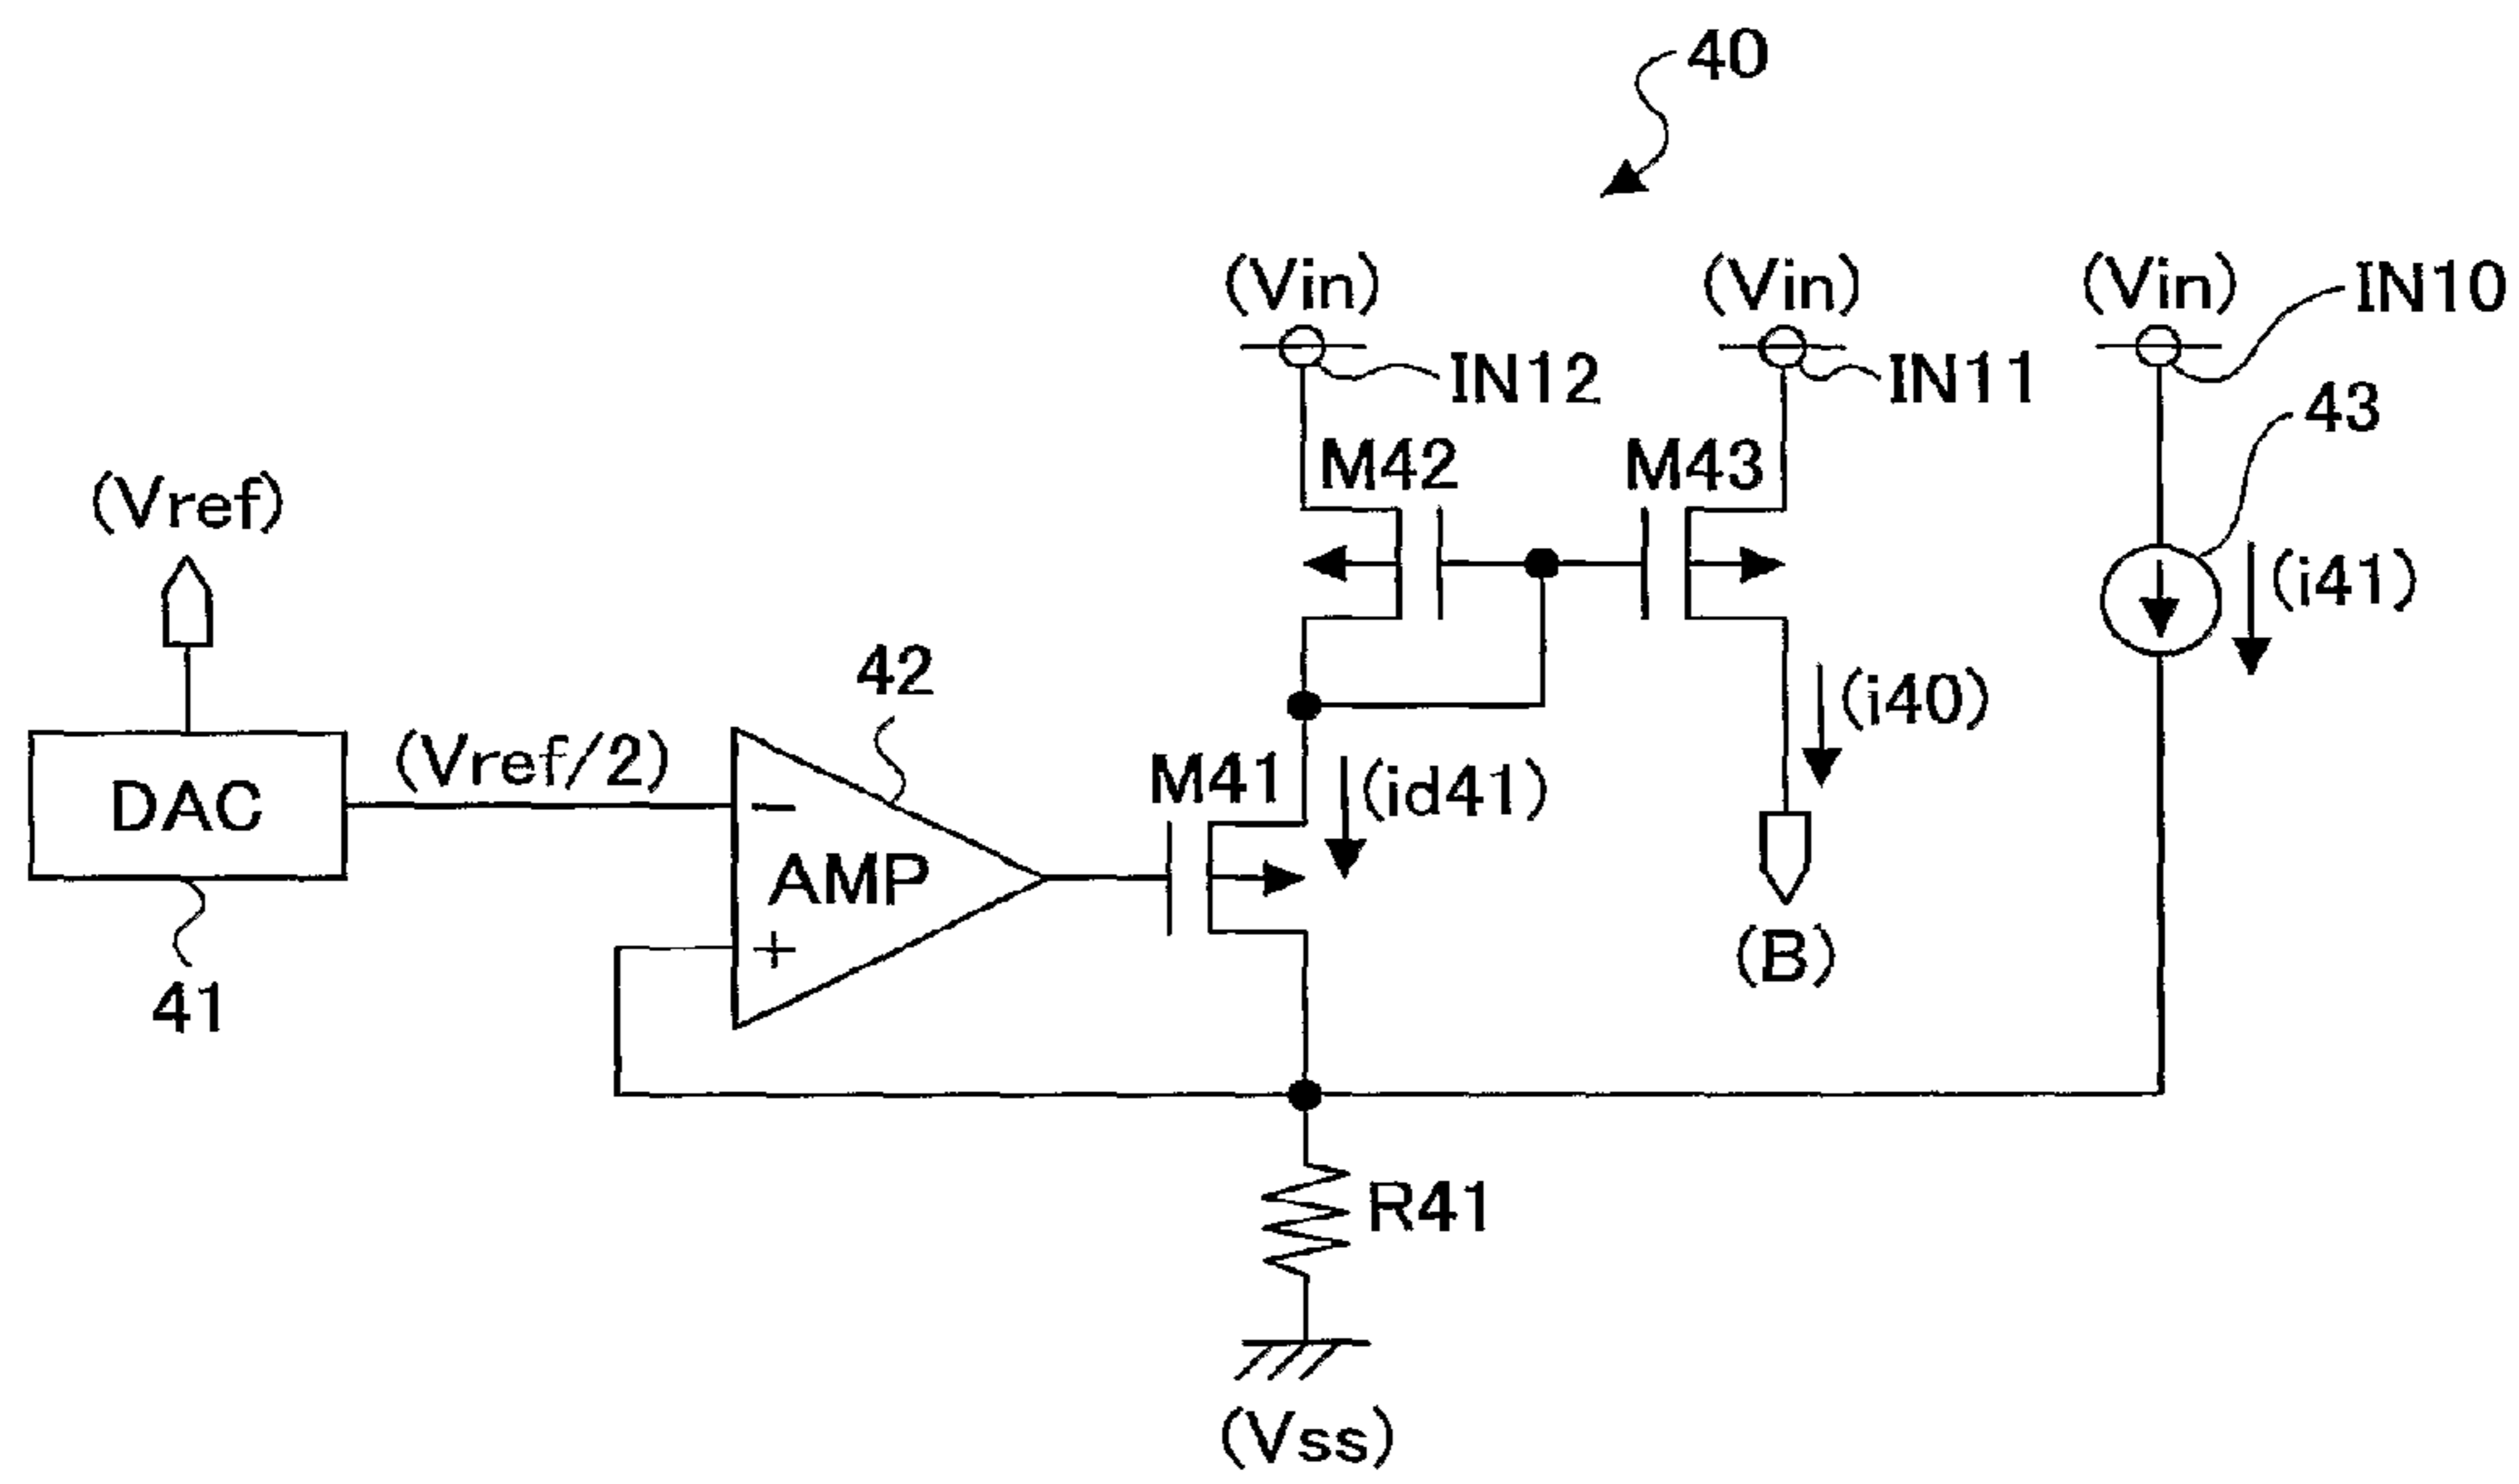 40
(Vin)
(Vin)
(Vin)
IN10
IN12
IN11
43
M42
M43
(Vref)
(i41)
42
(i40)
(Vref/2)
M41
(id41)
DAC
−
AMP
+
(B)
41
R41
(Vss)